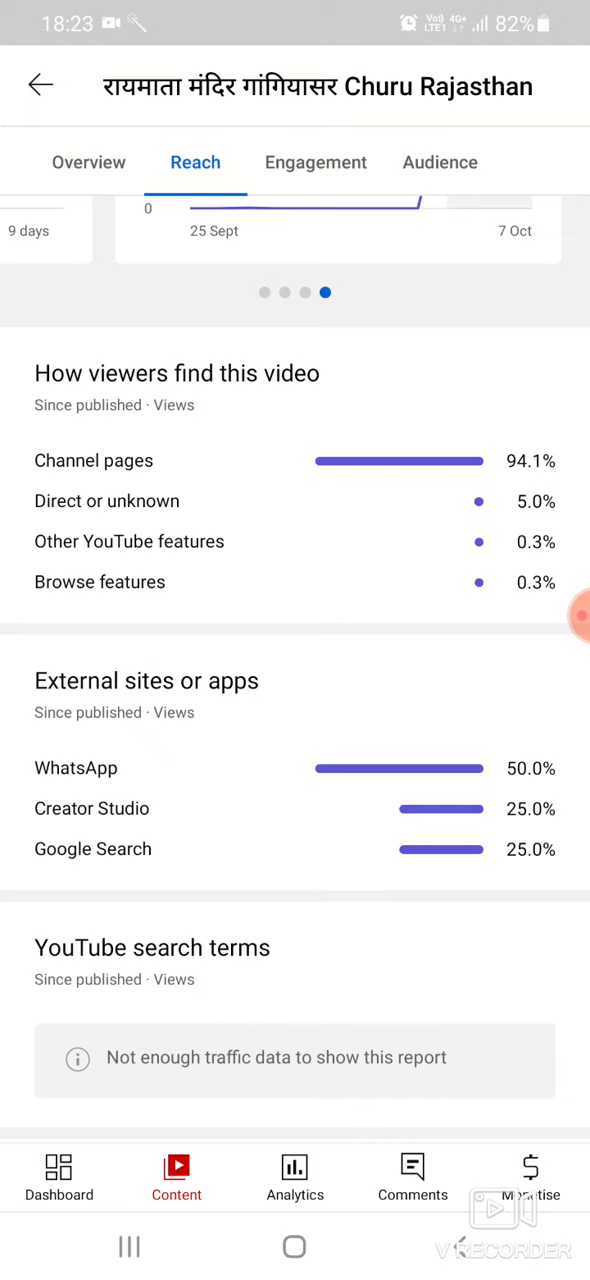 18:23
Voi) 4G+ LTE1 82%
रायमाता मंदिर गांगियासर Churu Rajasthan
Overview Reach Engagement Audience
0
9 days 25 Sept 7 Oct
How viewers find this video
Since published · Views
Channel pages 94.1%
Direct or unknown 5.0%
Other YouTube features 0.3%
Browse features 0.3%
External sites or apps
Since published · Views
WhatsApp 50.0%
Creator Studio 25.0%
Google Search 25.0%
YouTube search terms
Since published · Views
Not enough traffic data to show this report
Dashboard Content Analytics Comments Monetise
V RECORDER